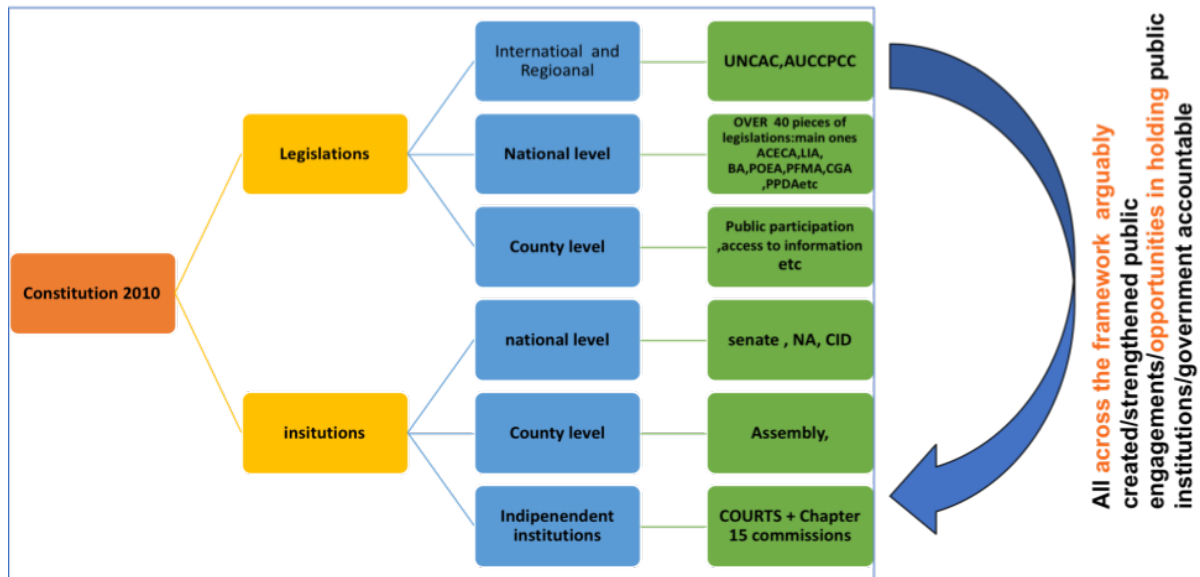 Constitution 2010
Legislations
Internatioal and
Regioanal
UNCAC,AUCCPCC
National level
OVER 40 pieces of
legislations:main ones
ACECA,LIA,
BA,POEA,PFMA,CGA
,PPDAetc
County level
Public participation
,access to information
etc
insitutions
national level
senate , NA, CID
County level
Assembly,
Indipenendent
institutions
COURTS + Chapter
15 commissions
All across the framework arguably
created/strengthened public
engagements/opportunities in holding public
institutions/government accountable